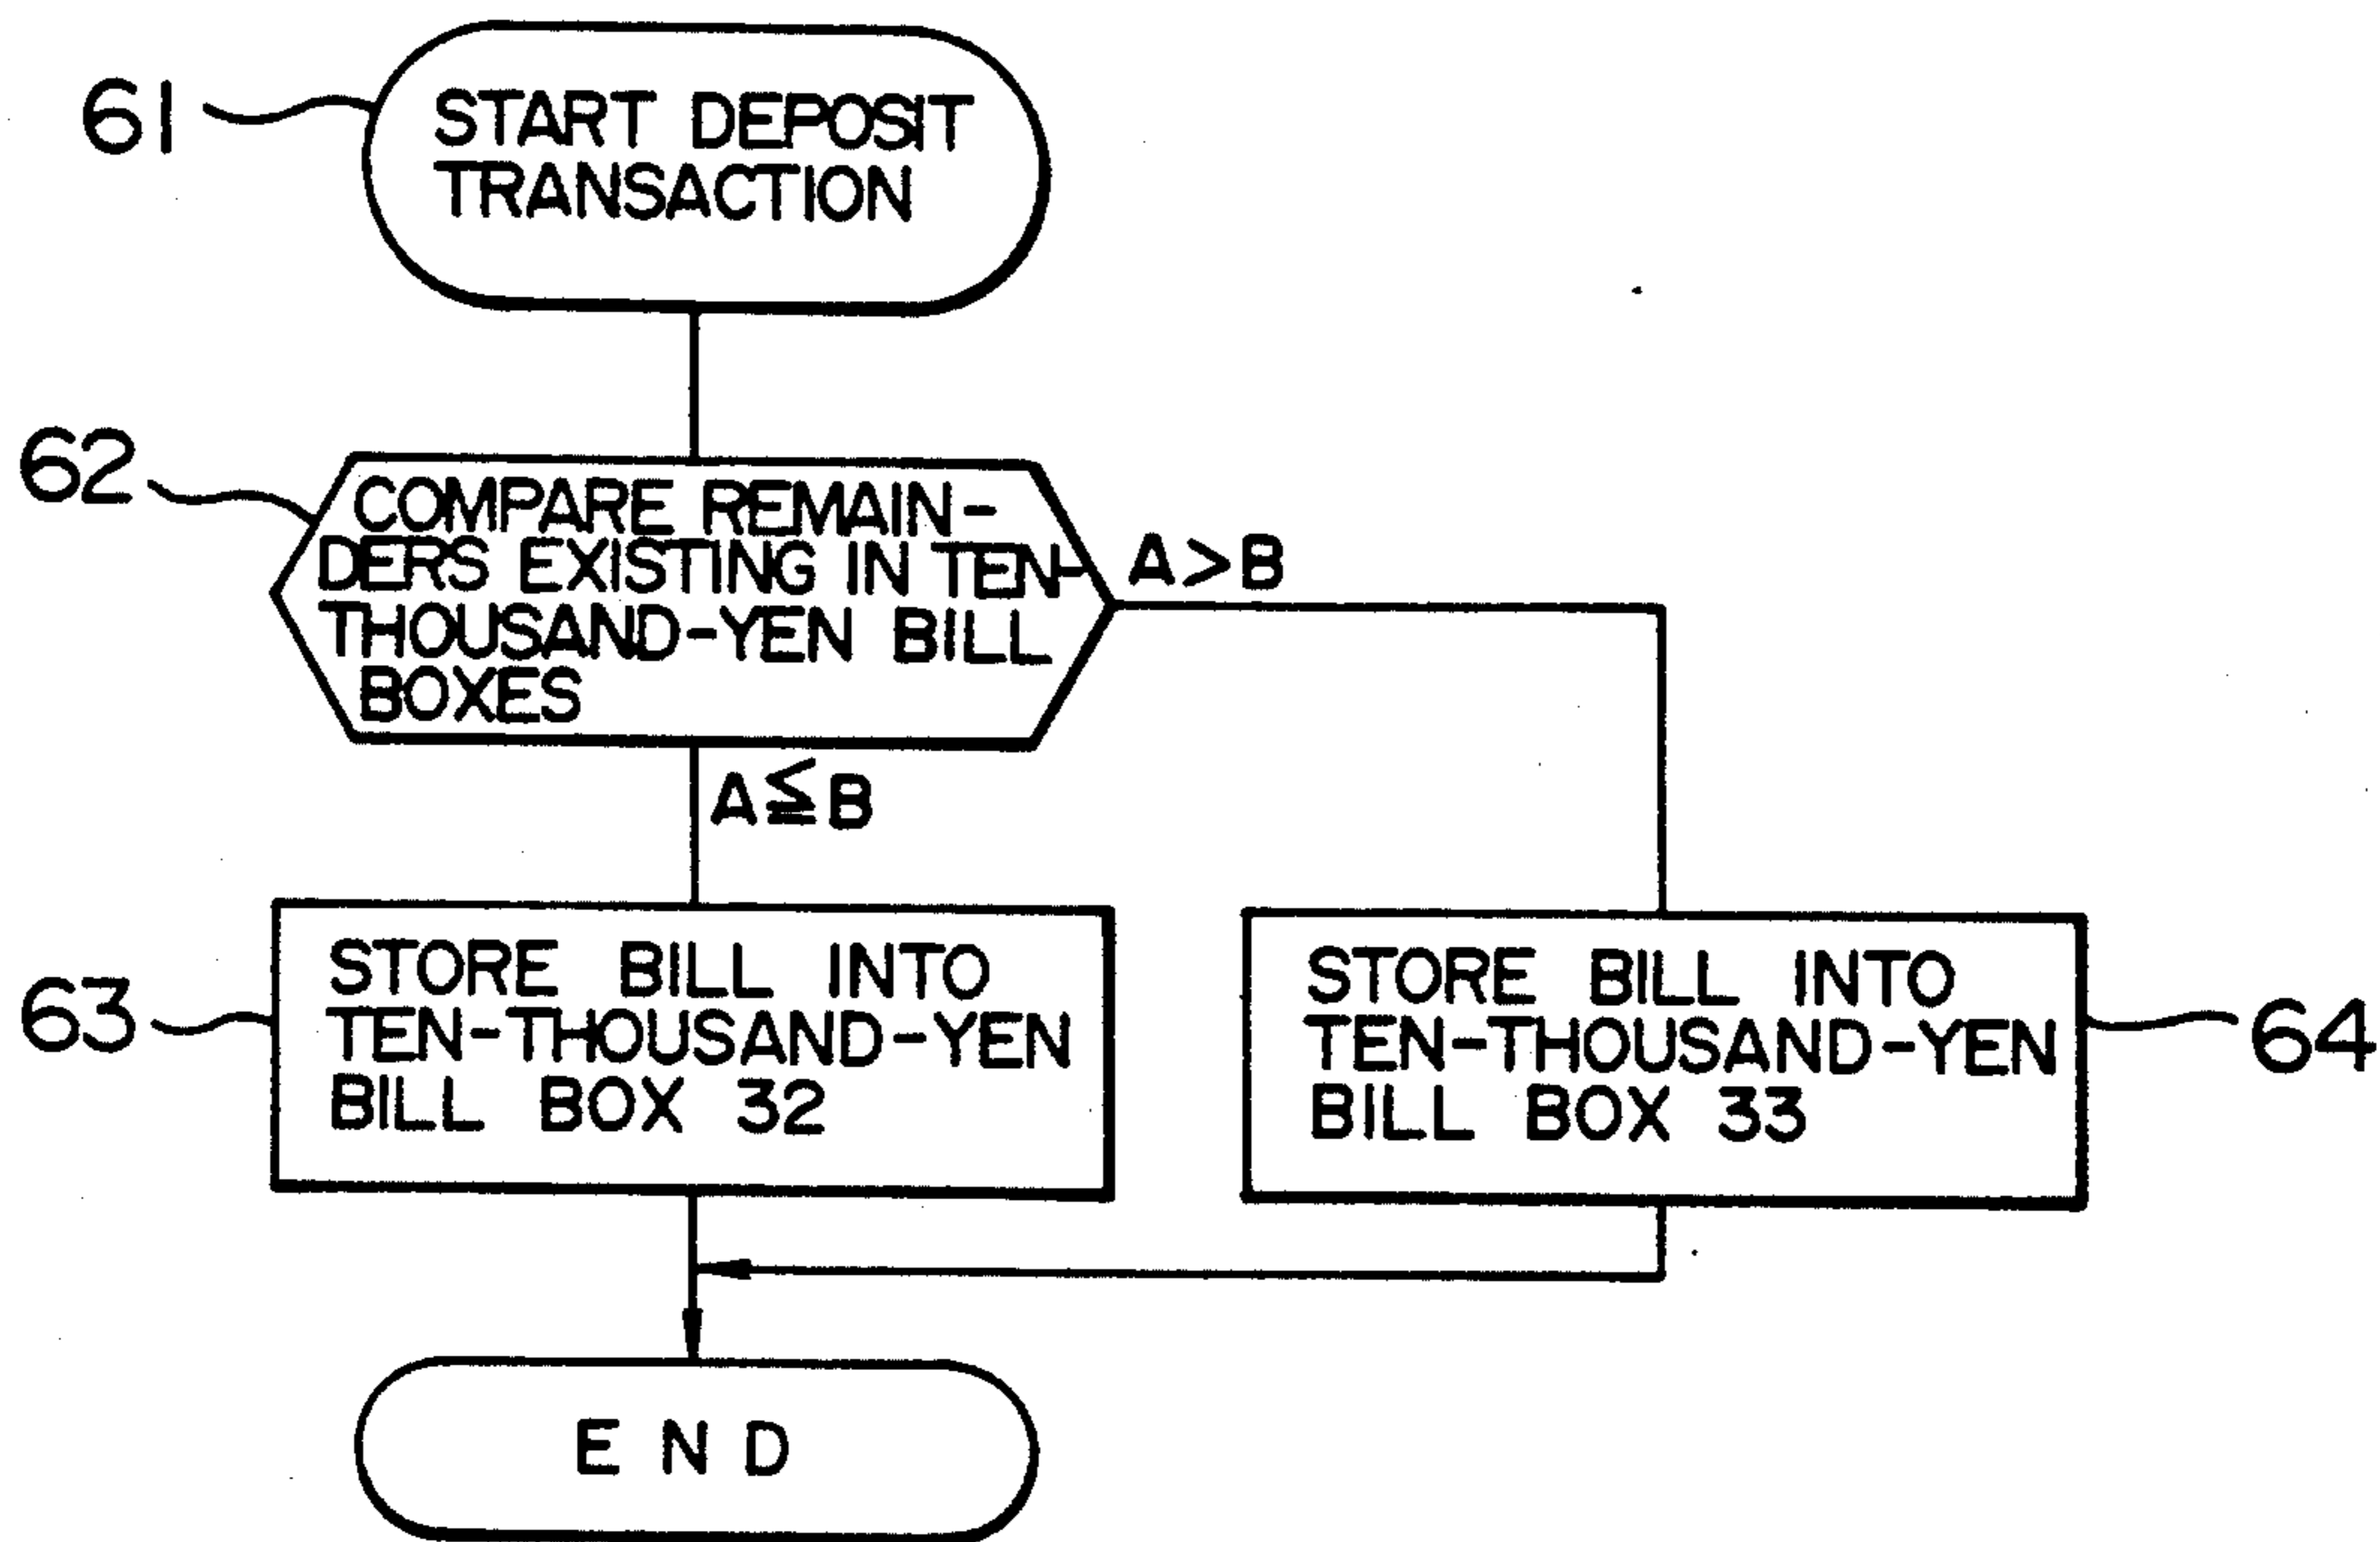 61
START DEPOSIT
TRANSACTION
62
COMPARE REMAIN-
DERS EXISTING IN TEN-
THOUSAND-YEN BILL
BOXES
A>B
A≦B
63
STORE BILL INTO
TEN-THOUSAND-YEN
BILL BOX 32
STORE BILL INTO
TEN-THOUSAND-YEN
BILL BOX 33
64
END